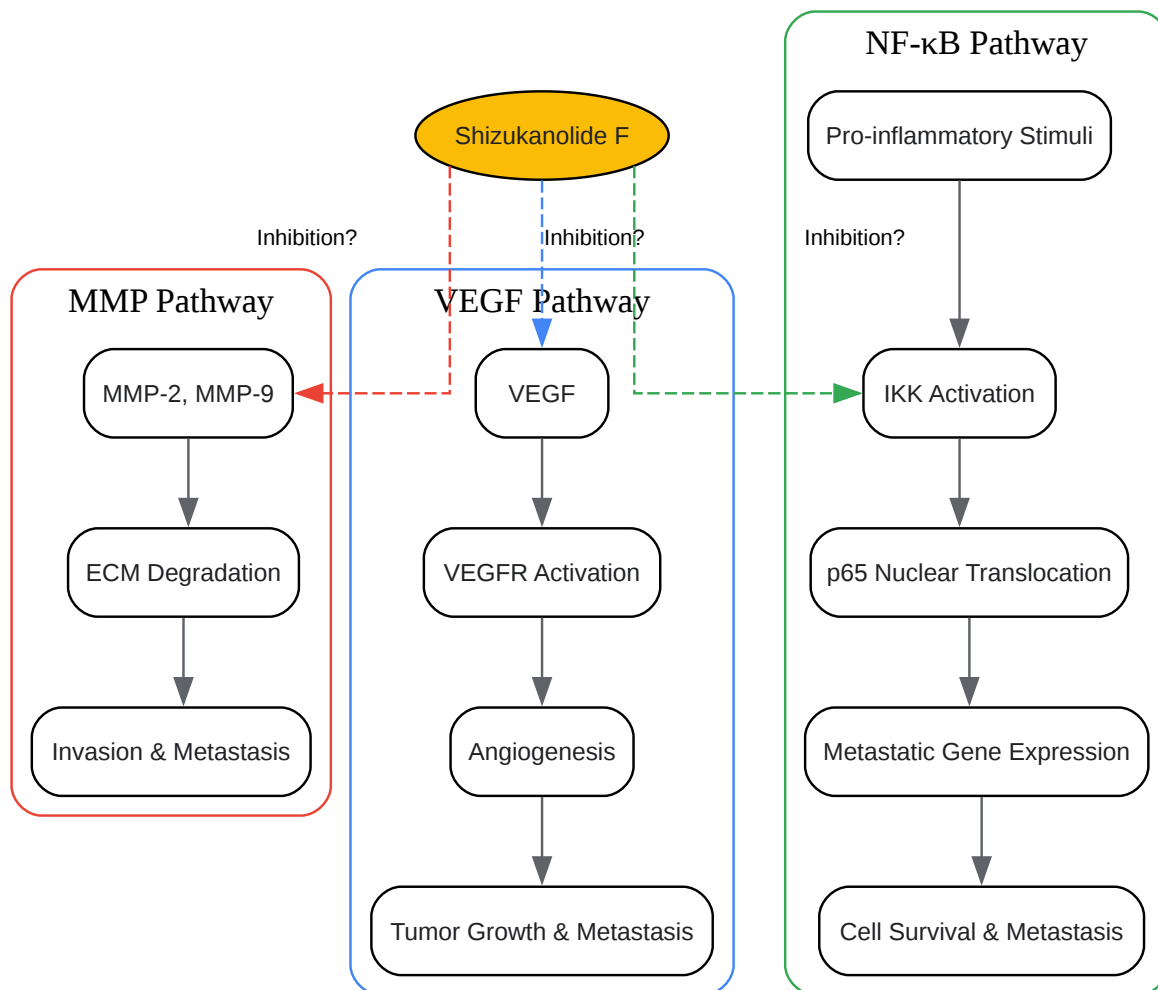 NF-κB Pathway
Shizukanolide F
Pro-inflammatory Stimuli
Inhibition?
Inhibition?
Inhibition?
MMP Pathway
VEGF Pathway
MMP-2, MMP-9
VEGF
IKK Activation
ECM Degradation
VEGFR Activation
p65 Nuclear Translocation
Invasion & Metastasis
Angiogenesis
Metastatic Gene Expression
Tumor Growth & Metastasis
Cell Survival & Metastasis